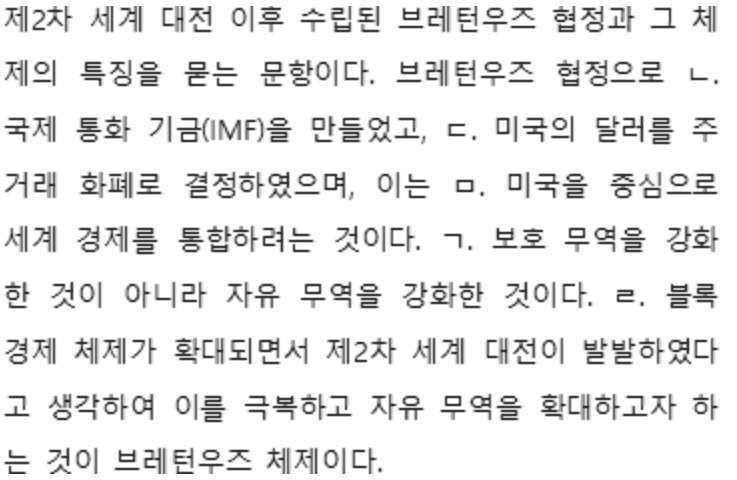 제2차 세계 대전 이후 수립된 브레턴우즈 협정과 그 체
제의 특징을 묻는 문항이다. 브레턴우즈 협정으로 ㄴ.
국제 통화 기금(IMF)을 만들었고, ㄷ. 미국의 달러를 주
거래 화폐로 결정하였으며, 이는 ㅁ. 미국을 중심으로
세계 경제를 통합하려는 것이다. ㄱ. 보호 무역을 강화
한 것이 아니라 자유 무역을 강화한 것이다. ㄹ. 블록
경제 체제가 확대되면서 제2차 세계 대전이 발발하였다
고 생각하여 이를 극복하고 자유 무역을 확대하고자 하
는 것이 브레턴우즈 체제이다.